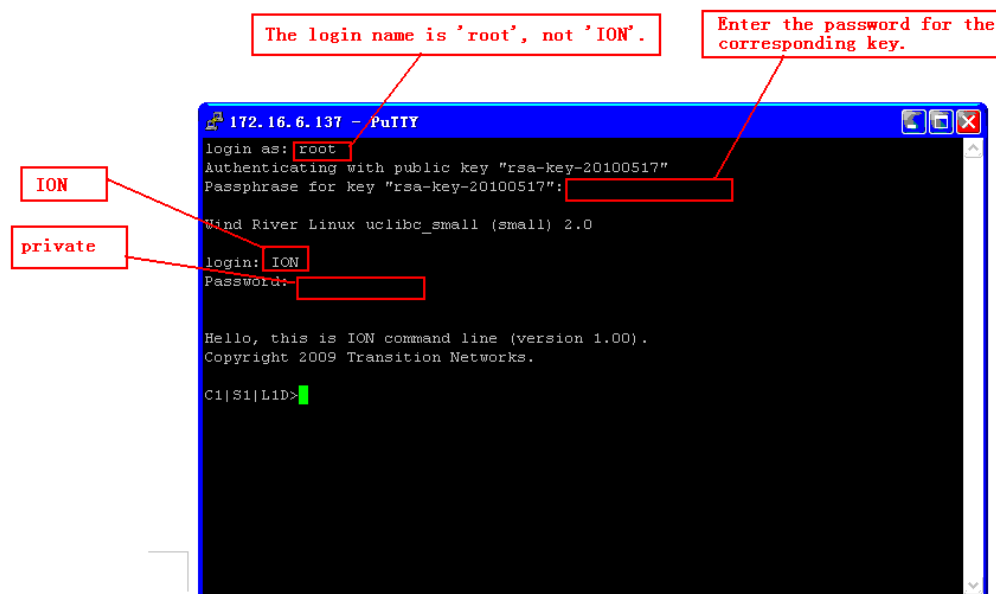 The login name is 'root', not 'ION'.
Enter the password for the
corresponding key.
172.16.6.137 - PuTTY
login as: root
Authenticating with public key "rsa-key-20100517"
Passphrase for key "rsa-key-20100517":
ION
Wind River Linux uclibc_small (small) 2.0
private
login: ION
Password:
Hello, this is ION command line (version 1.00).
Copyright 2009 Transition Networks.
C1|S1|L1D>